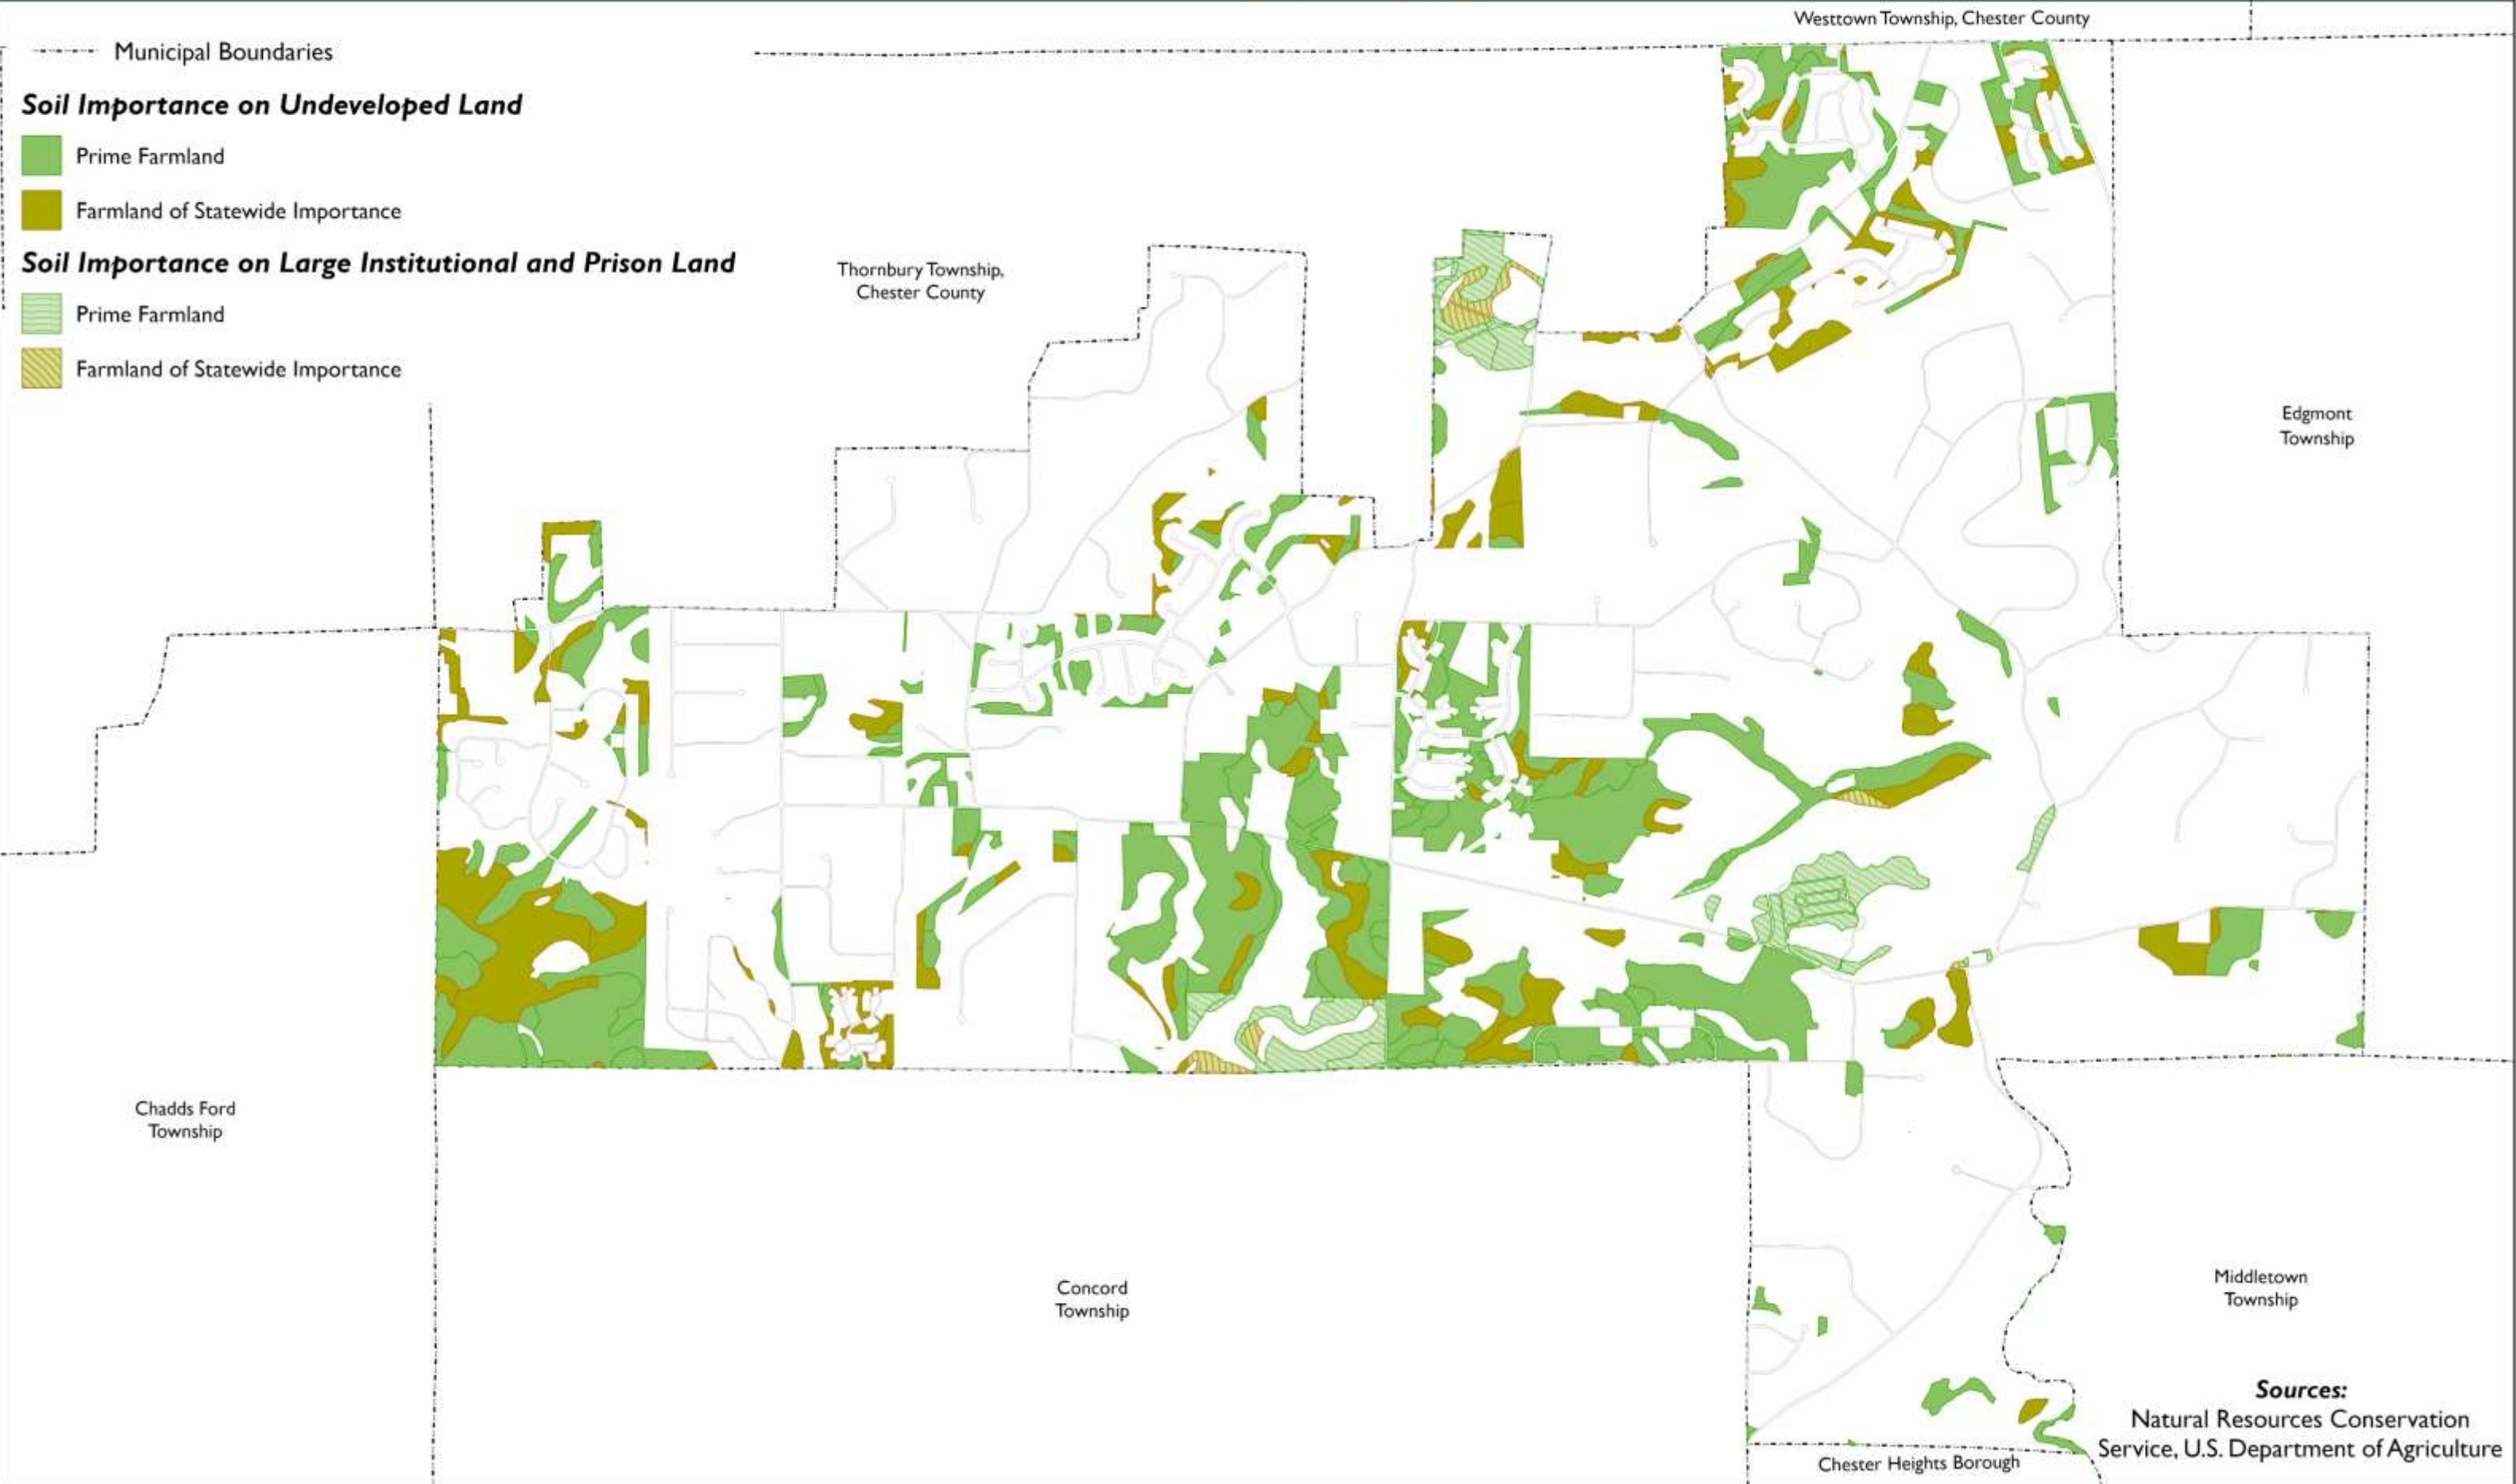 Westtown Township, Chester County
Municipal Boundaries
Soil Importance on Undeveloped Land
Prime Farmland
Farmland of Statewide Importance
Soil Importance on Large Institutional and Prison Land
Prime Farmland
Farmland of Statewide Importance
Thornbury Township,
Chester County
Edgmont
Township
Chadds Ford
Township
Concord
Township
Middletown
Township
Sources:
Natural Resources Conservation
Service, U.S. Department of Agriculture
Chester Heights Borough